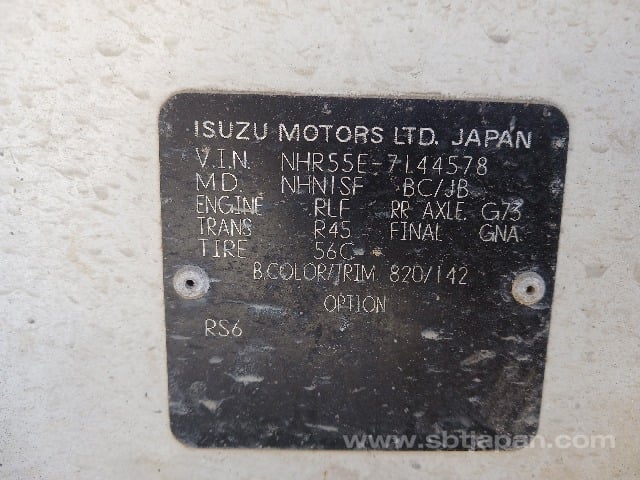 ISUZU MOTORS LTD. JAPAN
V.I.N. NHR55E-7144578
MD. NHN1SF BC/JB
ENGINE RLF RR AXLE G73
TRANS R45 FINAL GNA
TIRE 56C
B.COLOR/TRIM 820/142
OPTION
RS6
www.sbtjapan.com